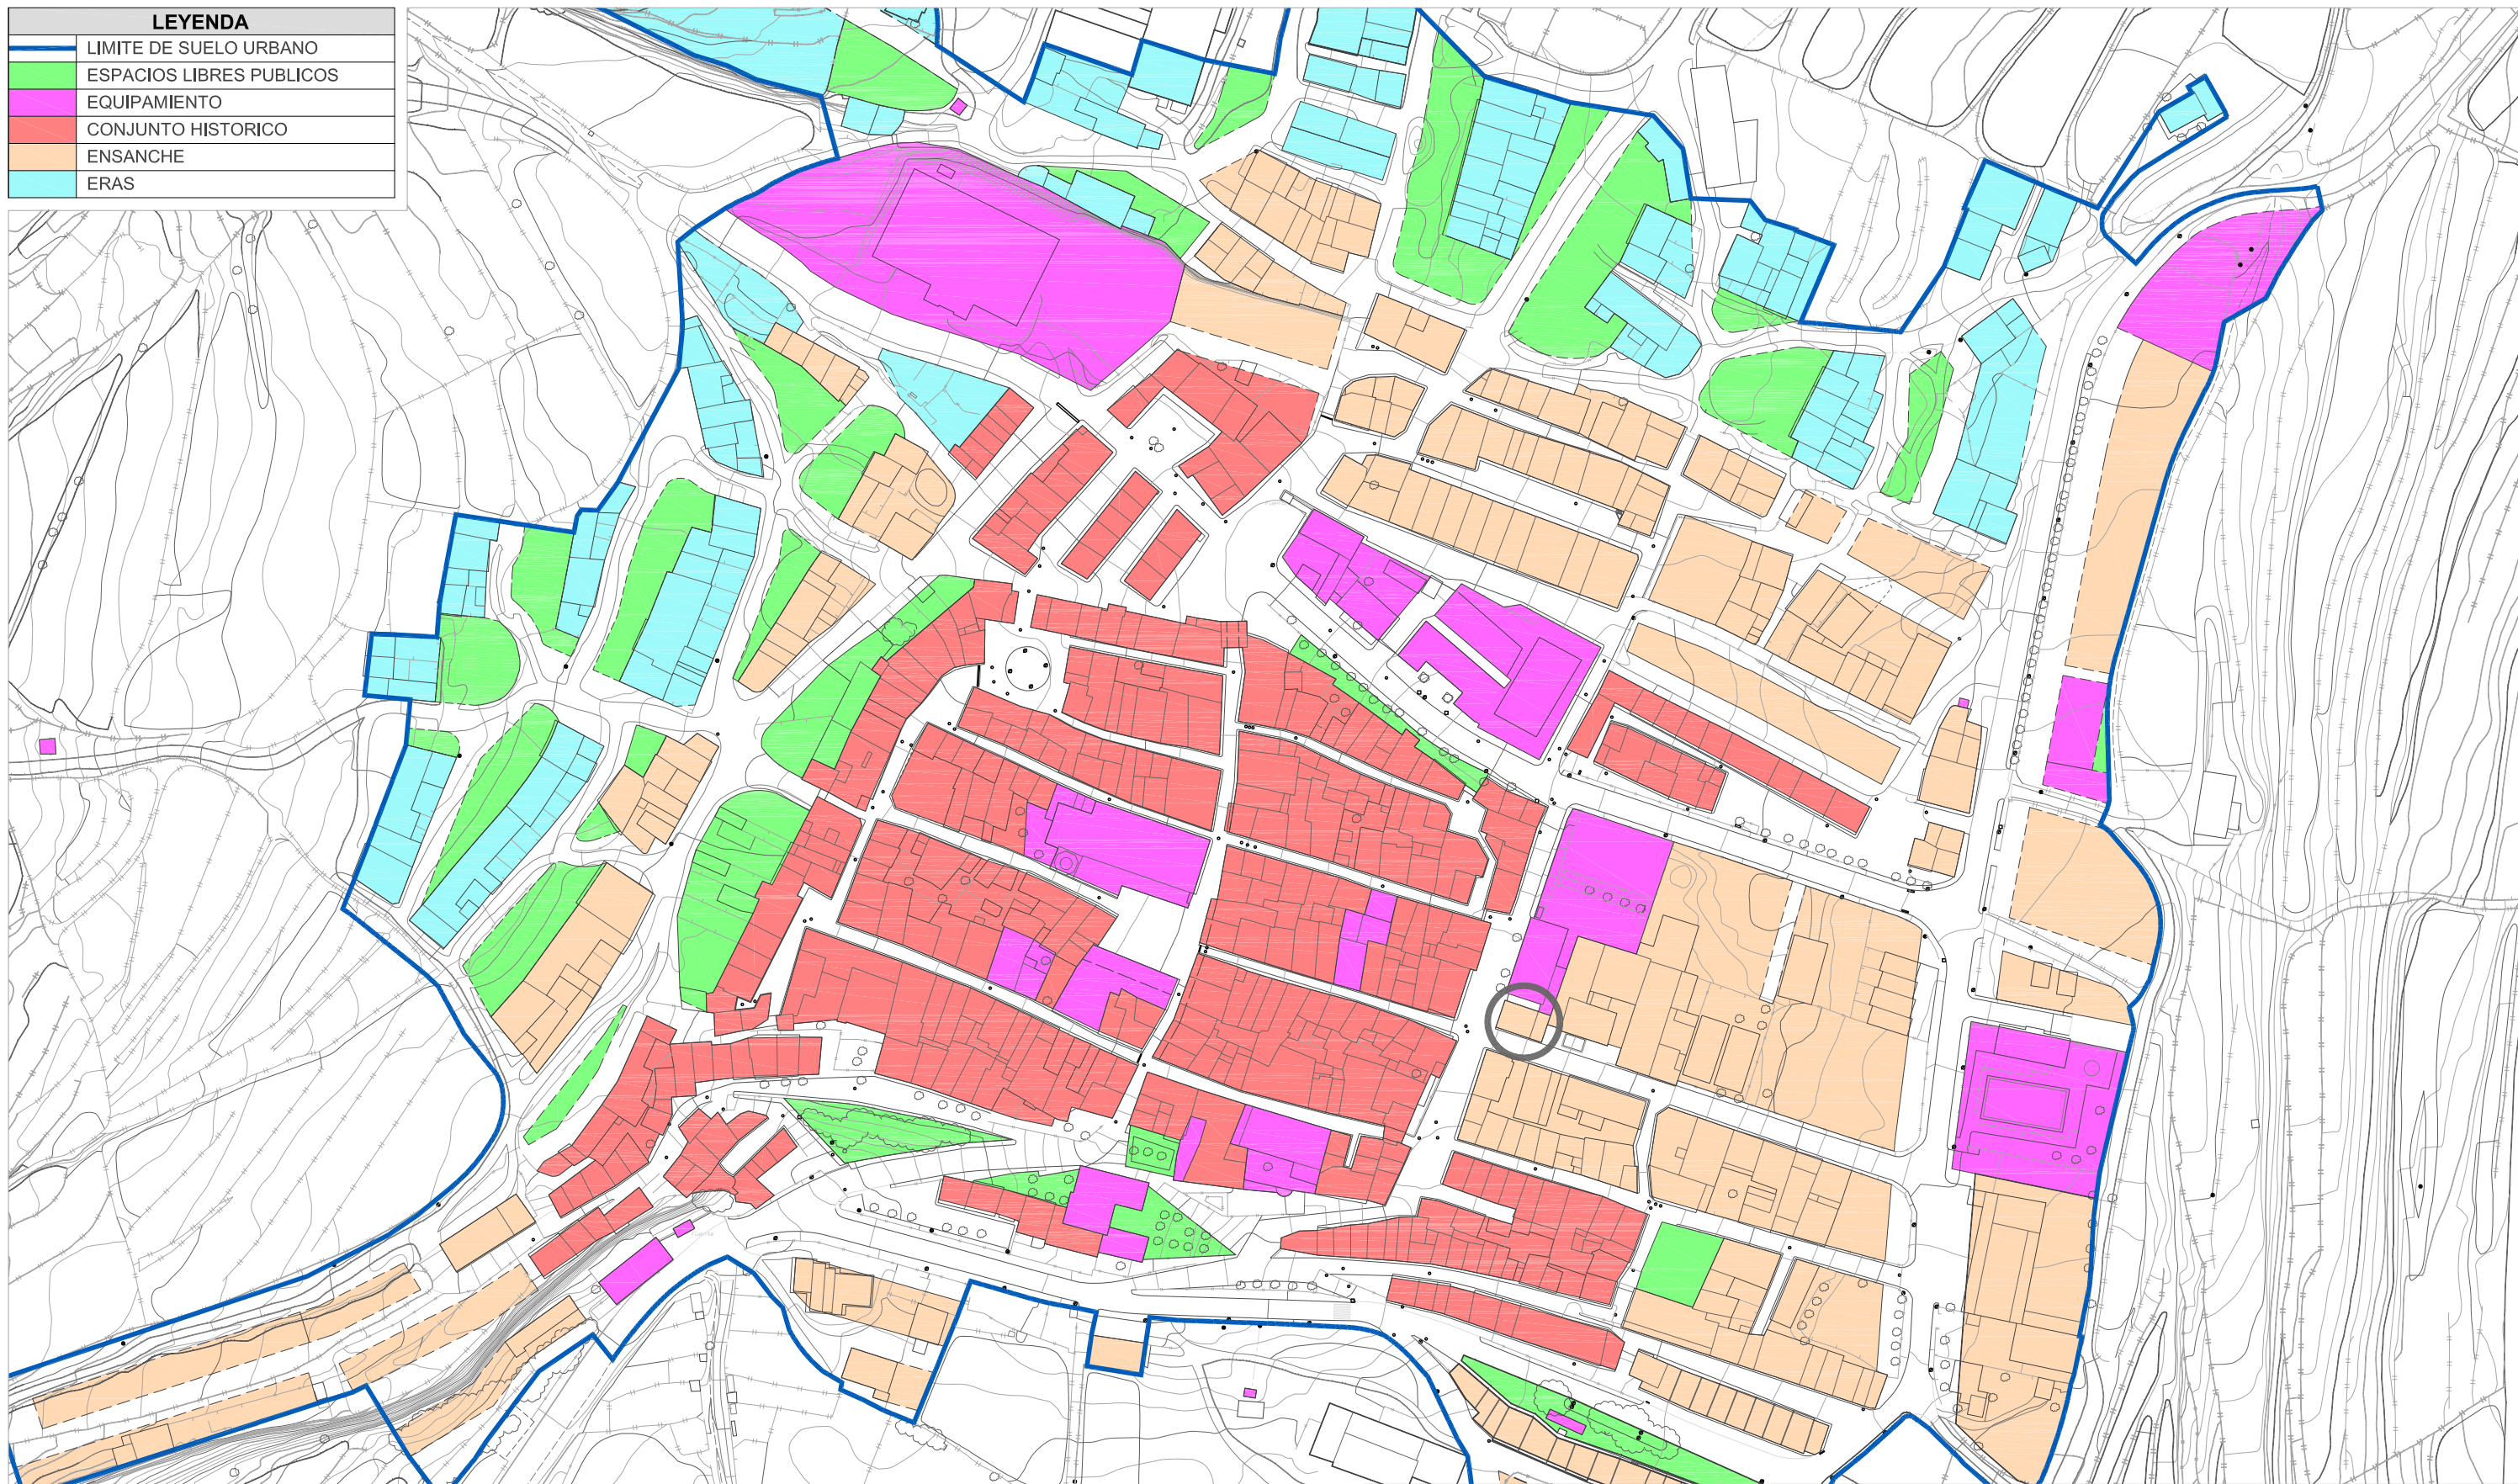 LEYENDA
LIMITE DE SUELO URBANO
ESPACIOS LIBRES PUBLICOS
EQUIPAMIENTO
CONJUNTO HISTORICO
ENSANCHE
ERAS